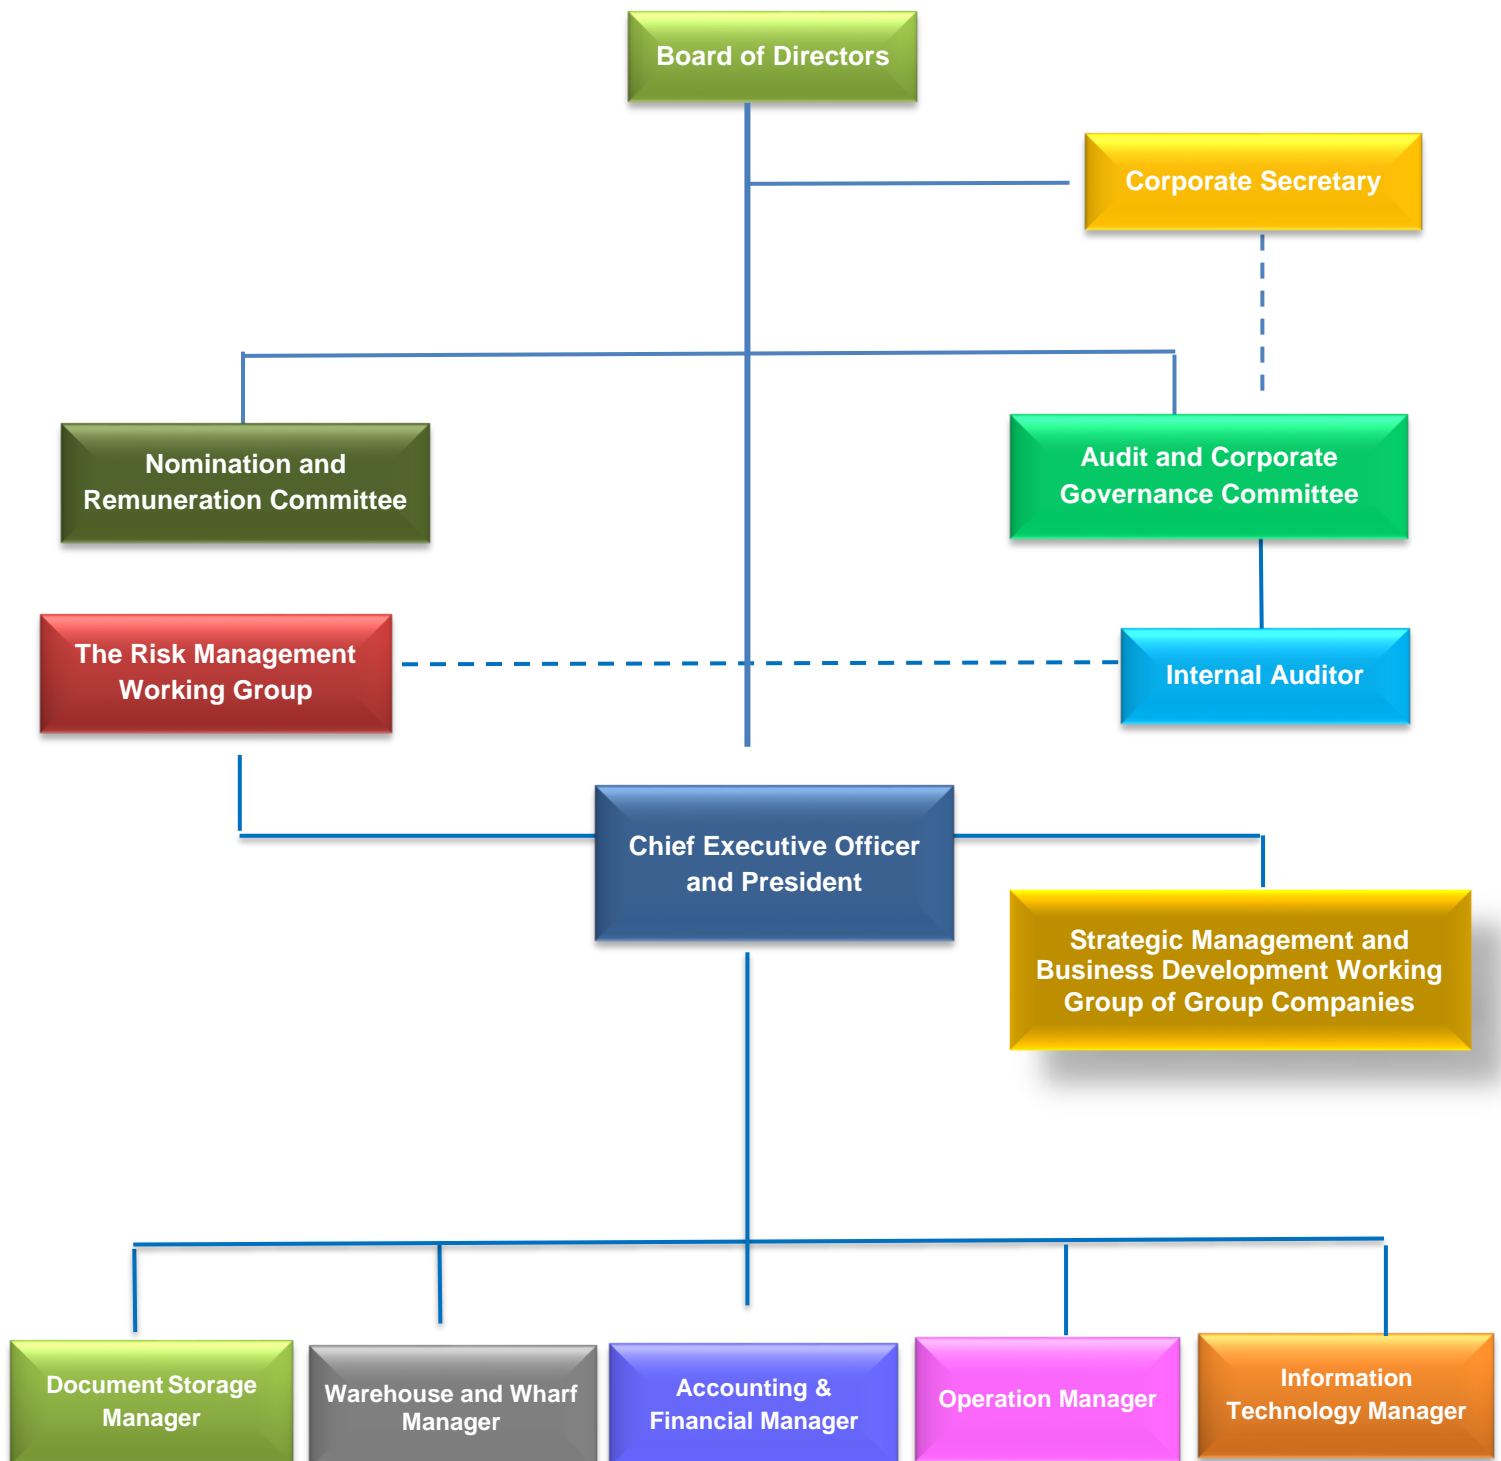 Board of Directors
Corporate Secretary
Nomination and
Remuneration Committee
Audit and Corporate
Governance Committee
The Risk Management
Working Group
Internal Auditor
Chief Executive Officer
and President
Strategic Management and
Business Development Working
Group of Group Companies
Document Storage
Manager
Warehouse and Wharf
Manager
Accounting &
Financial Manager
Operation Manager
Information
Technology Manager